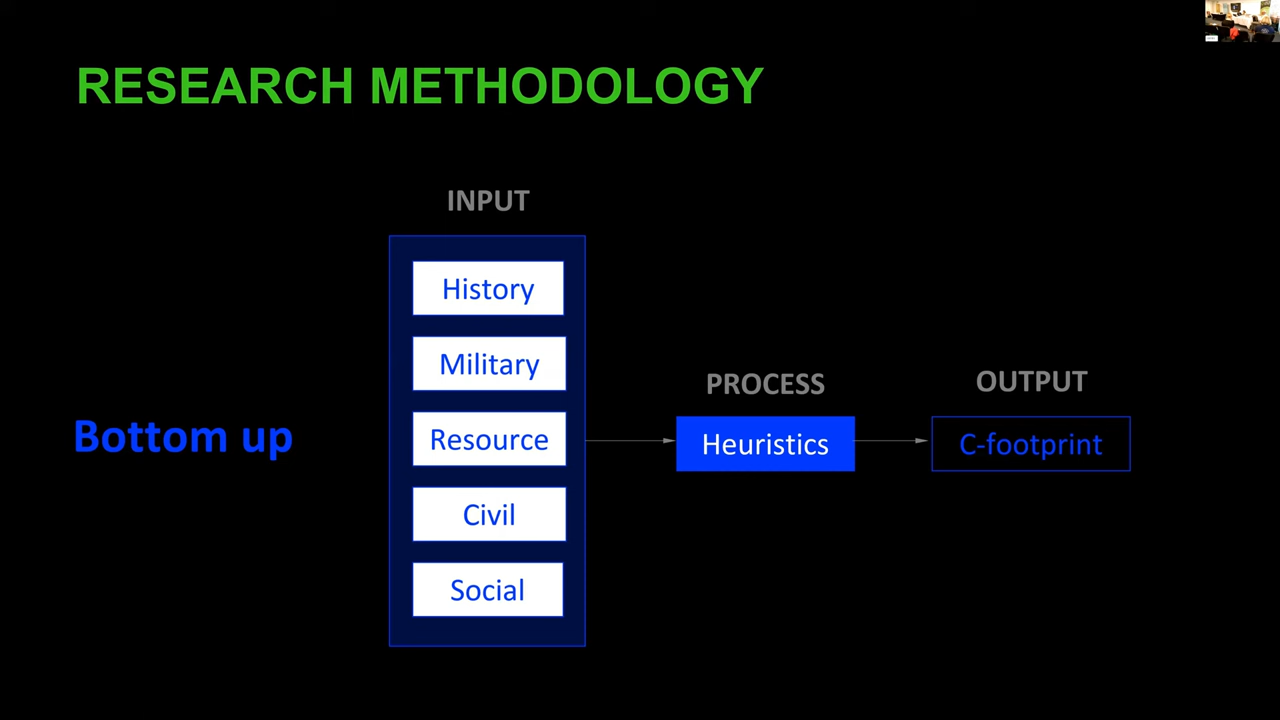 RESEARCH METHODOLOGY
INPUT
History
Military
Resource
Civil
Social
Bottom up
PROCESS
Heuristics
OUTPUT
C-footprint